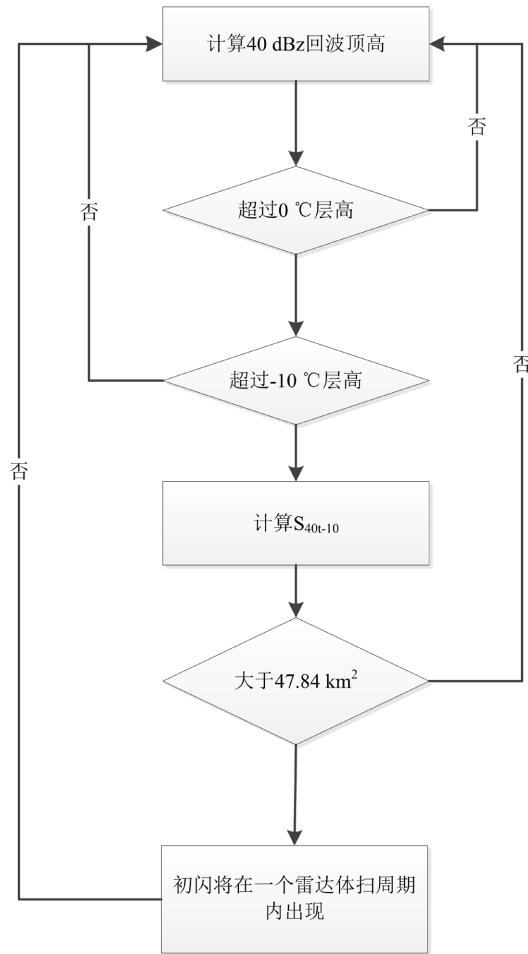 计算40 dBz回波顶高
否
超过0 ℃层高
否
超过-10 ℃层高
否
否
计算S40t-10
大于47.84 km²
初闪将在一个雷达体扫周期
内出现